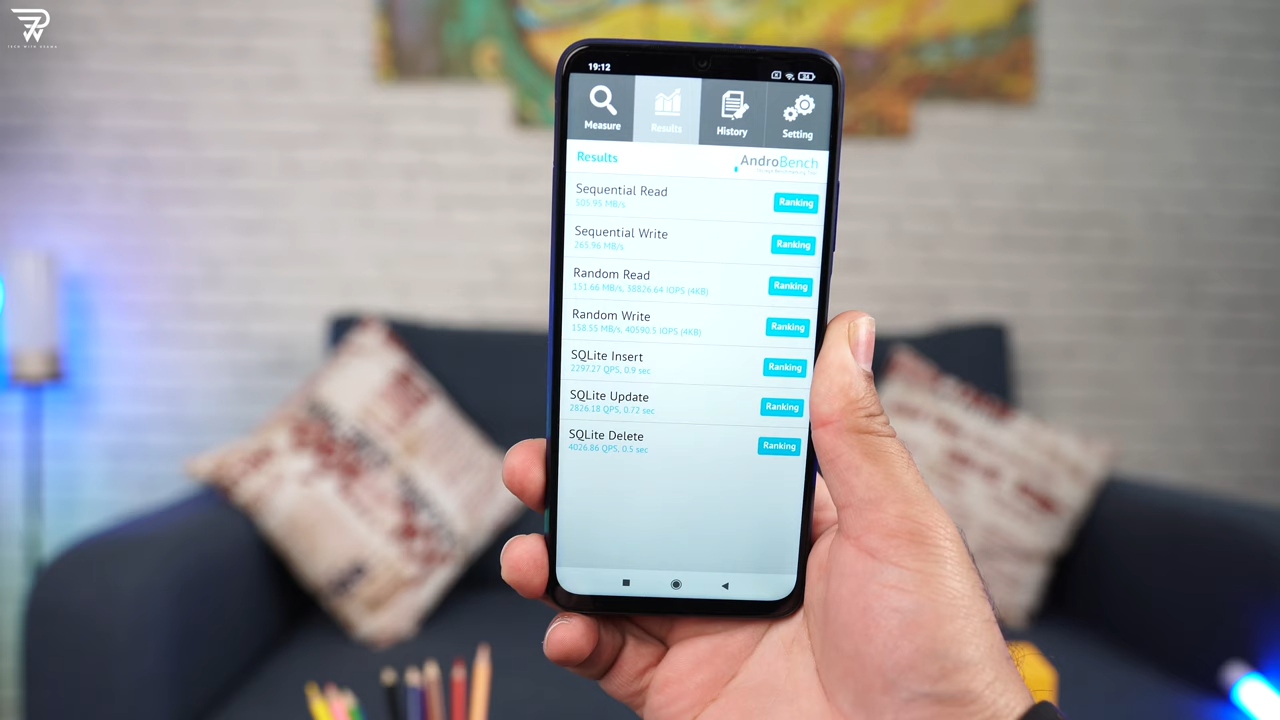 TECH WITH USAMA
19:12
Measure
Results
History
Setting
Results
AndroBench
Sequential Read
505.95 MB/s
Ranking
Sequential Write
265.96 MB/s
Ranking
Random Read
151.66 MB/s, 38826.64 IOPS (4KB)
Ranking
Random Write
158.55 MB/s, 40590.5 IOPS (4KB)
Ranking
SQLite Insert
2297.27 QPS, 0.9 sec
Ranking
SQLite Update
2826.18 QPS, 0.72 sec
Ranking
SQLite Delete
4026.86 QPS, 0.5 sec
Ranking